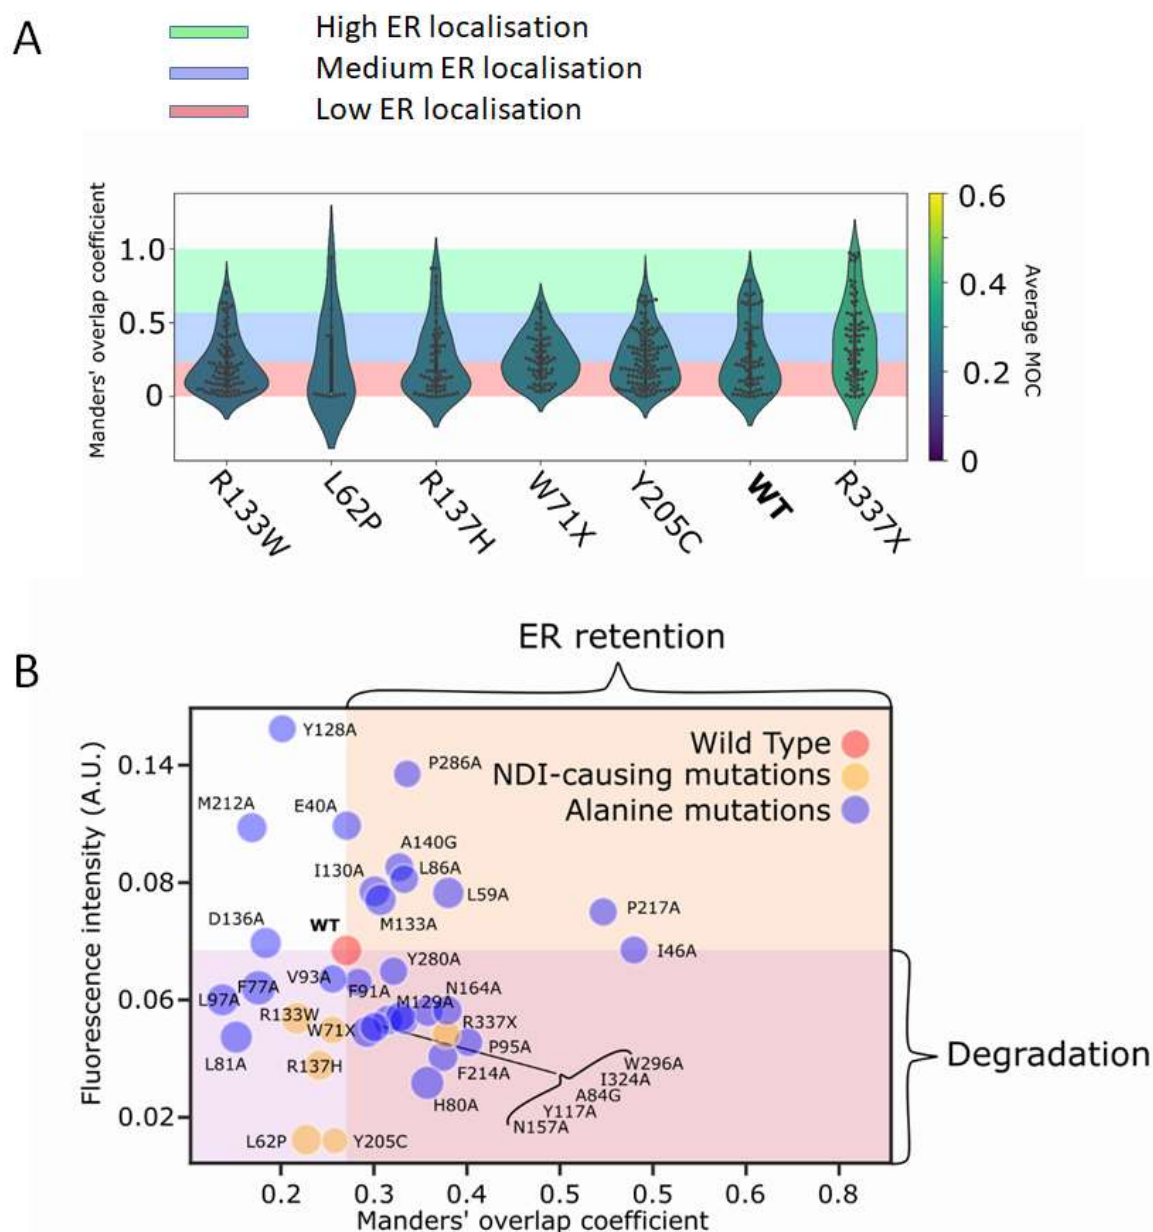 A
High ER localisation
Medium ER localisation
Low ER localisation
Manders' overlap coefficient
1.0
0.5
0
0.6
0.4
0.2
0
Average MOC
R133W
L62P
R137H
W71X
Y205C
WT
R337X
B
ER retention
Fluorescence intensity (A.U.)
0.14
0.08
0.06
0.02
Wild Type
NDI-causing mutations
Alanine mutations
Y128A
P286A
M212A
E40A
A140G
I130A
L86A
L59A
M133A
P217A
D136A
WT
I46A
Y280A
V93A
F77A
F91A
L97A
M129A
N164A
R133W
W71X
R337X
P95A
L81A
R137H
F214A
H80A
W296A
I324A
A84G
Y117A
N157A
L62P
Y205C
Degradation
0.2
0.3
0.4
0.5
0.5
0.6
0.8
Manders' overlap coefficient